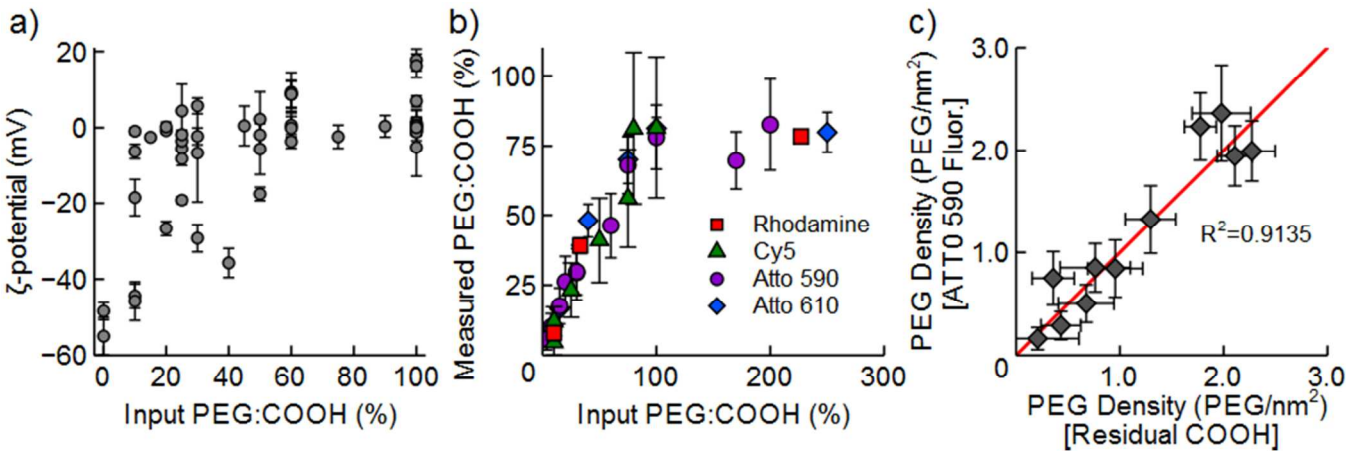 a)
ζ-potential (mV)
20
0
−20
−40
−60
0
20
40
60
80
100
Input PEG:COOH (%)
b)
Measured PEG:COOH (%)
100
75
50
25
0
100
200
300
Input PEG:COOH (%)
Rhodamine
Cy5
Atto 590
Atto 610
c)
PEG Density (PEG/nm²)
[ATTO 590 Fluor.]
3.0
2.0
1.0
0
0
1.0
2.0
3.0
R²=0.9135
PEG Density (PEG/nm²)
[Residual COOH]